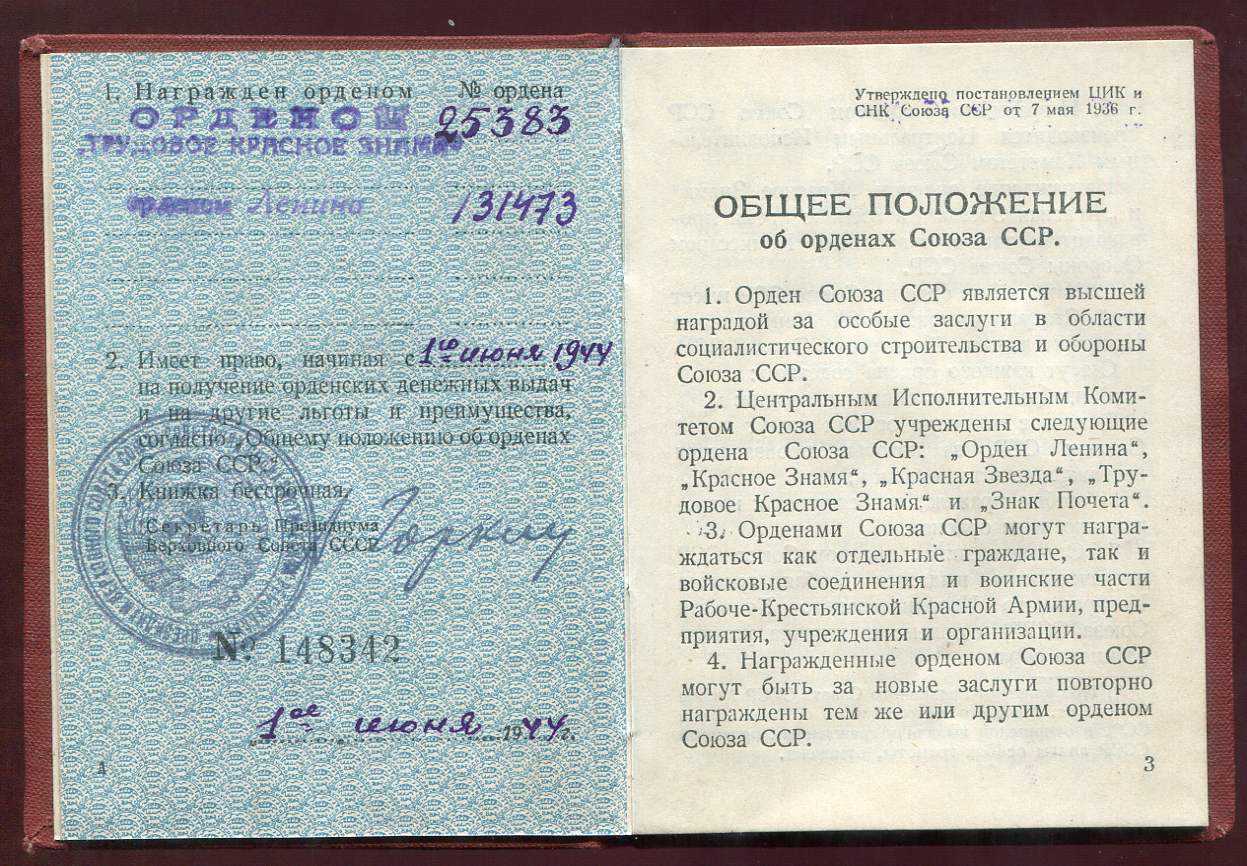 1. Награжден орденом № ордена
ОРДЕНОМ 25383
„ТРУДОВОЕ КРАСНОЕ ЗНАМЯ“
орденом Ленина 131473
2. Имеет право, начиная с 1го июня 1944
на получение орденских денежных выдач
и на другие льготы и преимущества,
согласно „Общему положению об орденах
Союза ССР.“
3. Книжка бессрочная.
Секретарь Президиума
Верховного Совета СССР
Горкин
№ 148342
1ое июня 1944 г.
Утверждено постановлением ЦИК и
СНК Союза ССР от 7 мая 1936 г.
ОБЩЕЕ ПОЛОЖЕНИЕ
об орденах Союза ССР.
1. Орден Союза ССР является высшей
наградой за особые заслуги в области
социалистического строительства и обороны
Союза ССР.
2. Центральным Исполнительным Коми-
тетом Союза ССР учреждены следующие
ордена Союза ССР: „Орден Ленина“,
„Красное Знамя“, „Красная Звезда“, „Тру-
довое Красное Знамя“ и „Знак Почета“.
3. Орденами Союза ССР могут награ-
ждаться как отдельные граждане, так и
войсковые соединения и воинские части
Рабоче-Крестьянской Красной Армии, пред-
приятия, учреждения и организации.
4. Награжденные орденом Союза ССР
могут быть за новые заслуги повторно
награждены тем же или другим орденом
Союза ССР.
3